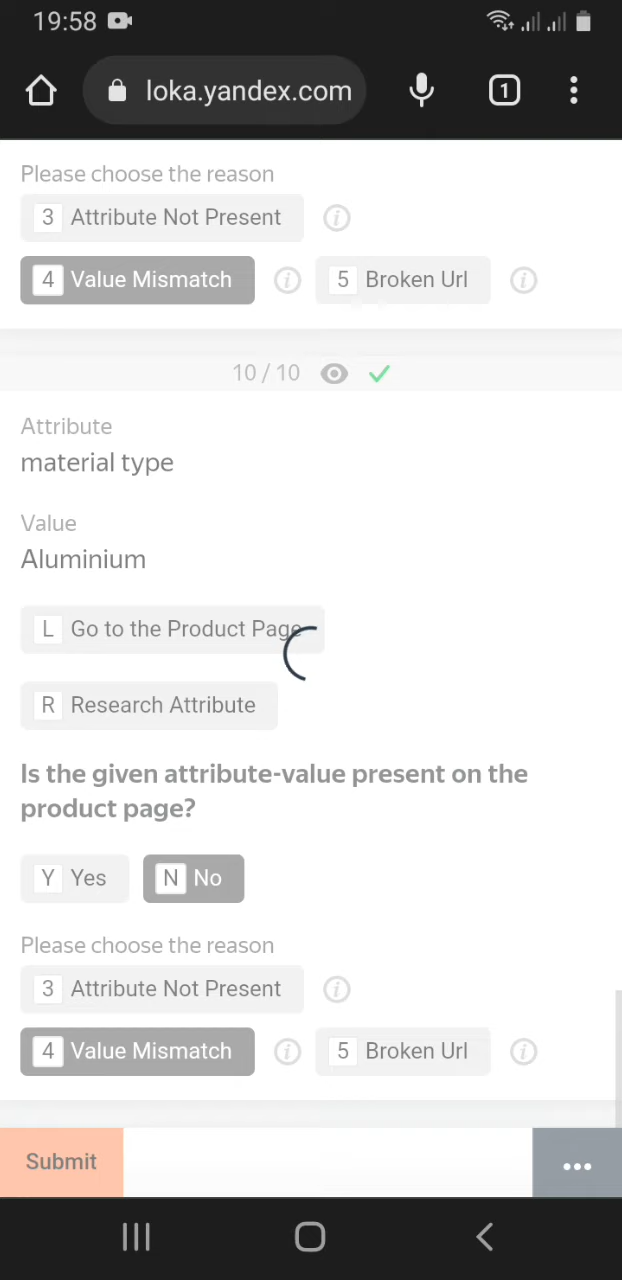 19:58
loka.yandex.com
1
Please choose the reason
3 Attribute Not Present
4 Value Mismatch
5 Broken Url
10 / 10
Attribute
material type
Value
Aluminium
L Go to the Product Page
R Research Attribute
Is the given attribute-value present on the
product page?
Y Yes
N No
Please choose the reason
3 Attribute Not Present
4 Value Mismatch
5 Broken Url
Submit